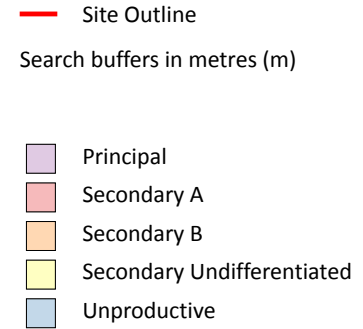 Site Outline
Search buffers in metres (m)
Principal
Secondary A
Secondary B
Secondary Undifferentiated
Unproductive